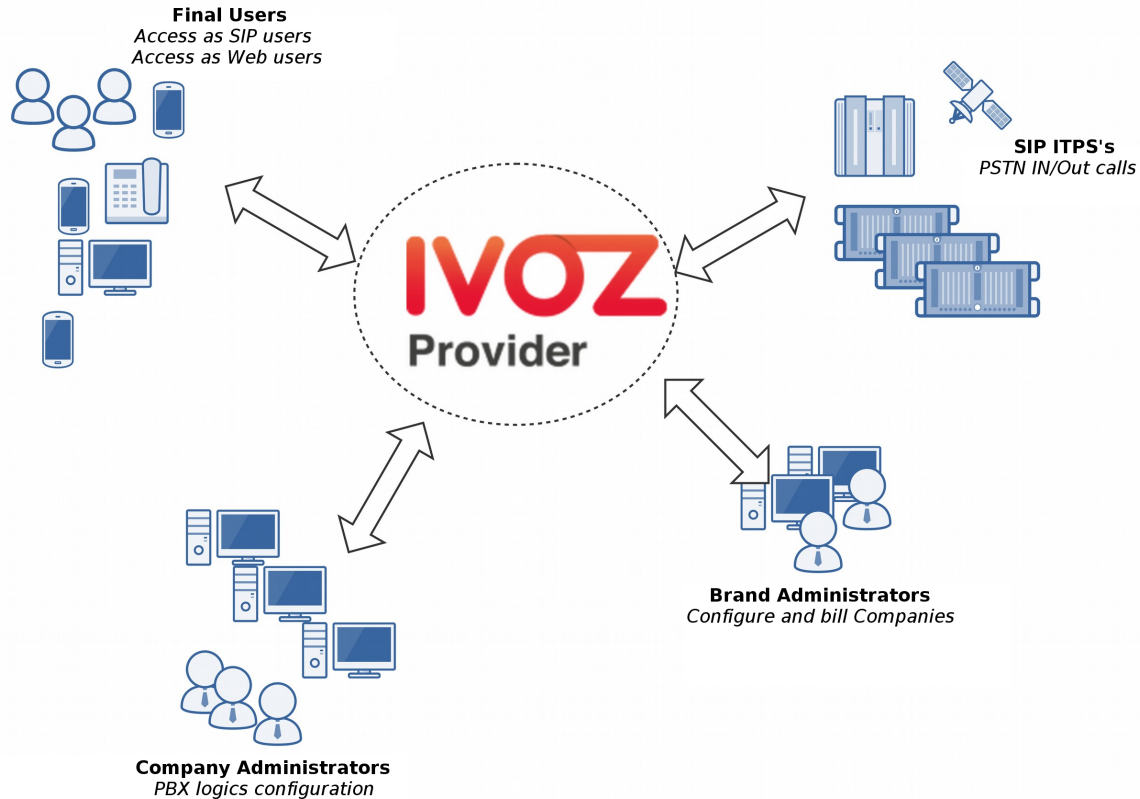 Final Users
Access as SIP users
Access as Web users
SIP ITPS's
PSTN IN/Out calls
IVOZ
Provider
Brand Administrators
Configure and bill Companies
Company Administrators
PBX logics configuration